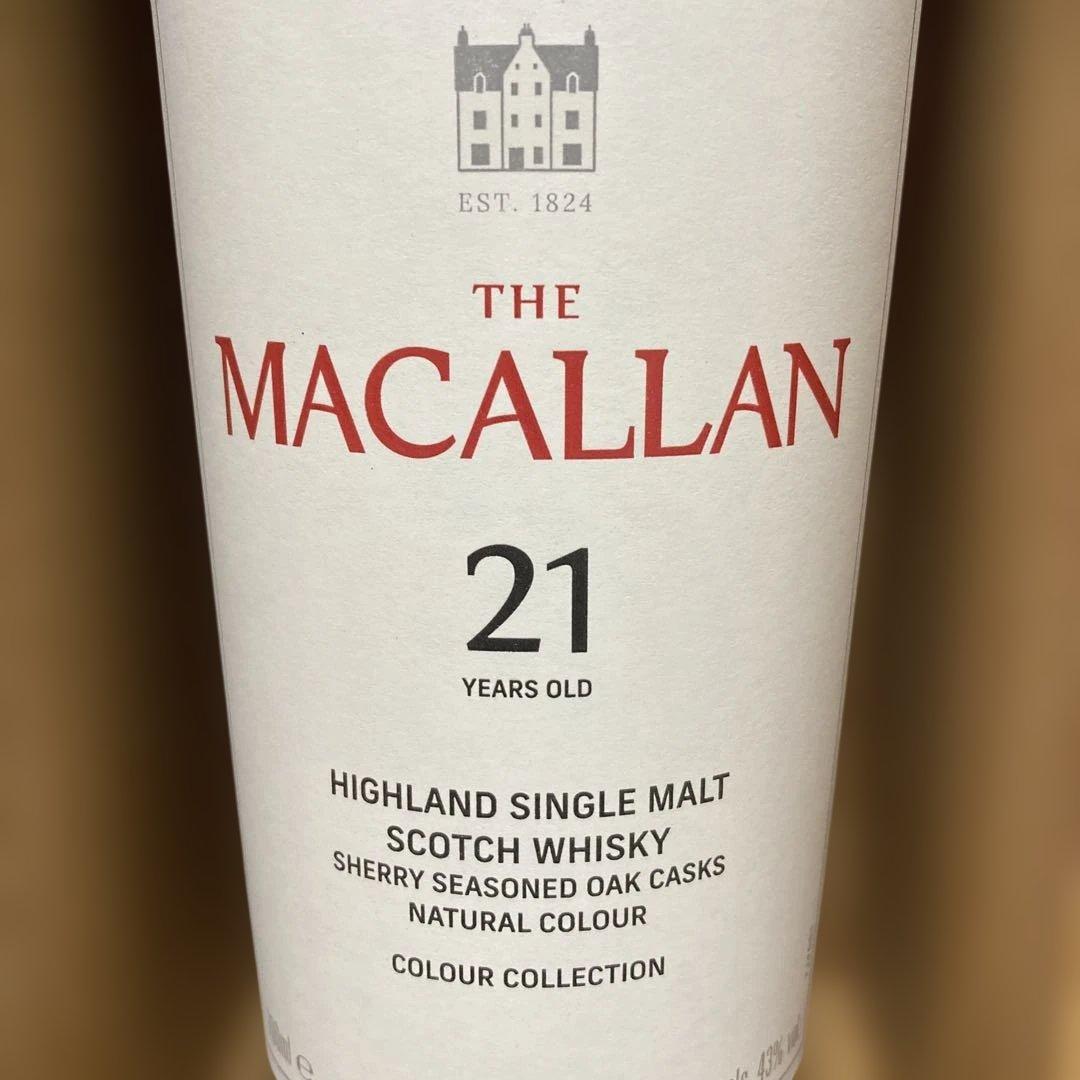 EST. 1824
THE
MACALLAN
21
YEARS OLD
HIGHLAND SINGLE MALT
SCOTCH WHISKY
SHERRY SEASONED OAK CASKS
NATURAL COLOUR
COLOUR COLLECTION
43%